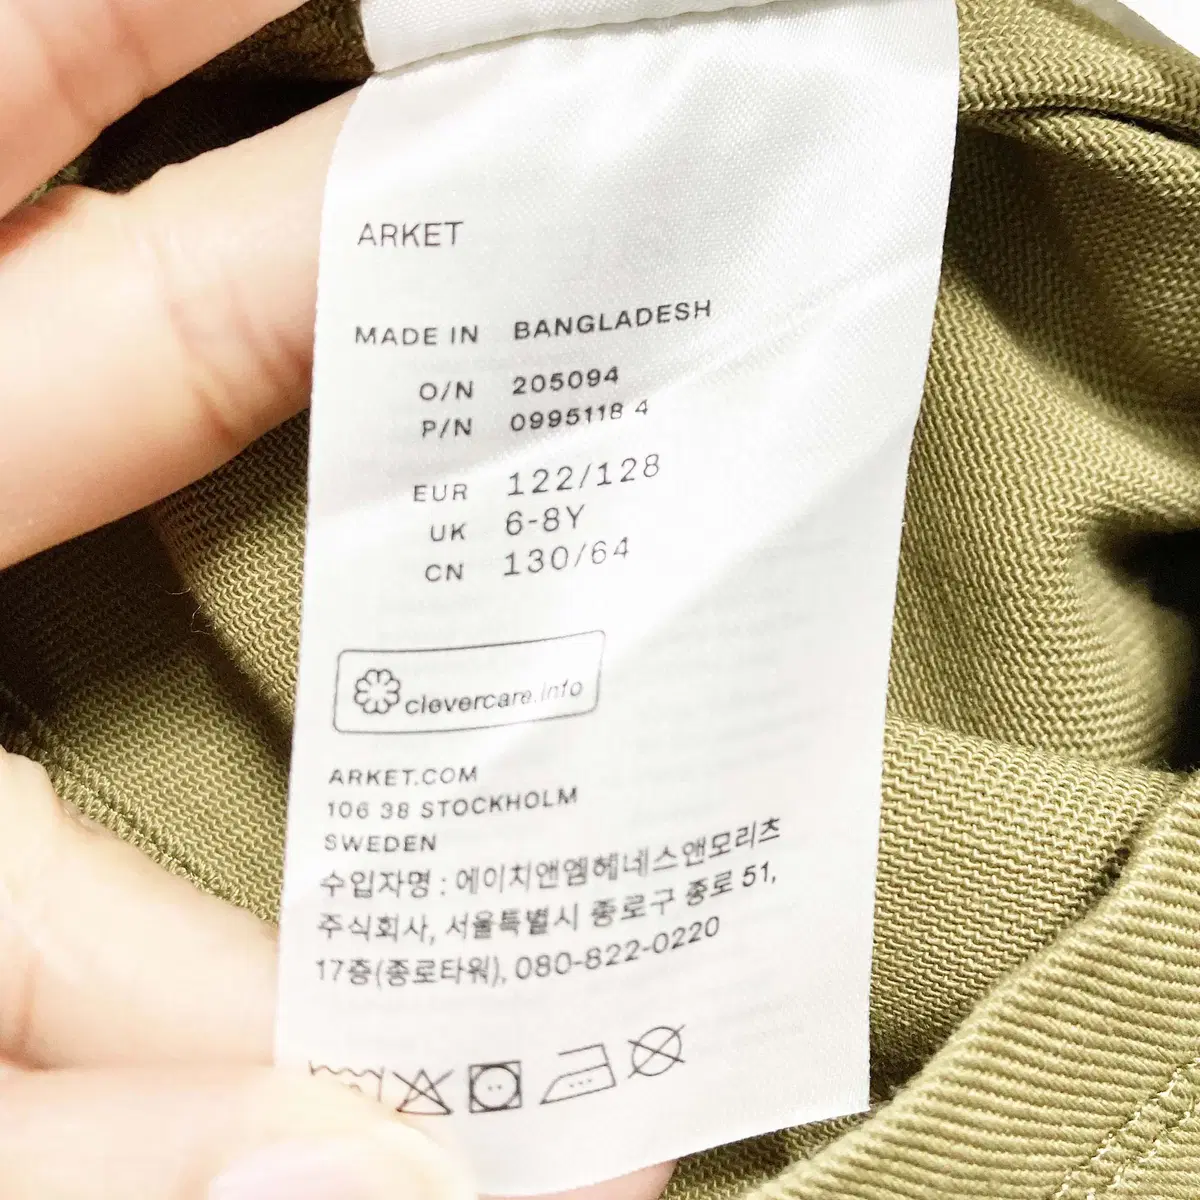 ARKET
MADE IN BANGLADESH
O/N 205094
P/N 0995118 4
EUR 122/128
UK 6-8Y
CN 130/64
clevercare.info
ARKET.COM
106 38 STOCKHOLM
SWEDEN
수입자명 : 에이치앤엠헤네스앤모리츠
주식회사, 서울특별시 종로구 종로 51,
17층(종로타워), 080-822-0220